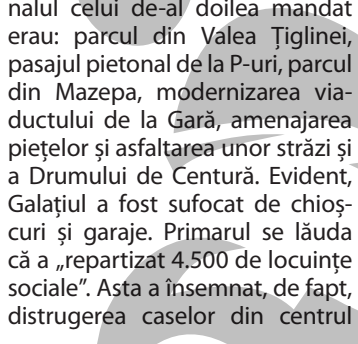 nalul celui de-al doilea mandat
erau: parcul din Valea Țiglinei,
pasajul pietonal de la P-uri, parcul
din Mazepa, modernizarea via-
ductului de la Gară, amenajarea
piețelor și asfaltarea unor străzi și
a Drumului de Centură. Evident,
Galațiul a fost sufocat de chioș-
curi și garaje. Primarul se lăuda
că a „repartizat 4.500 de locuințe
sociale”. Asta a însemnat, de fapt,
distrugerea caselor din centrul